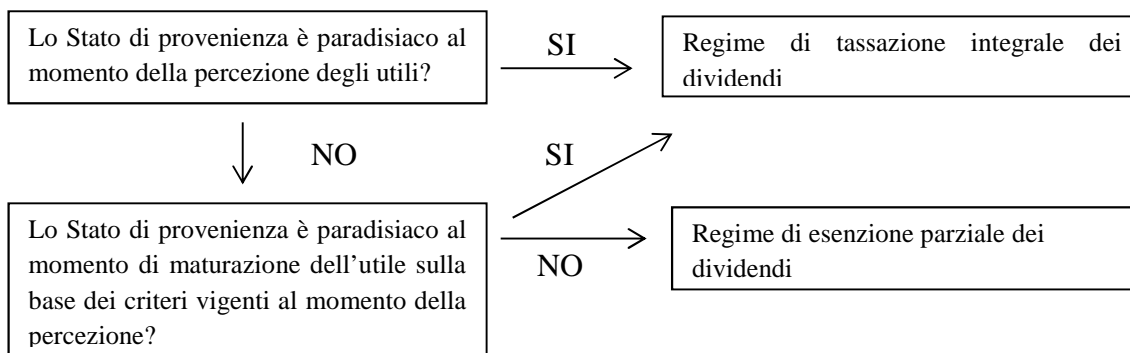 Lo Stato di provenienza è paradisiaco al
momento della percezione degli utili?
SI
Regime di tassazione integrale dei
dividendi
NO
SI
Lo Stato di provenienza è paradisiaco al
momento di maturazione dell’utile sulla
base dei criteri vigenti al momento della
percezione?
NO
Regime di esenzione parziale dei
dividendi